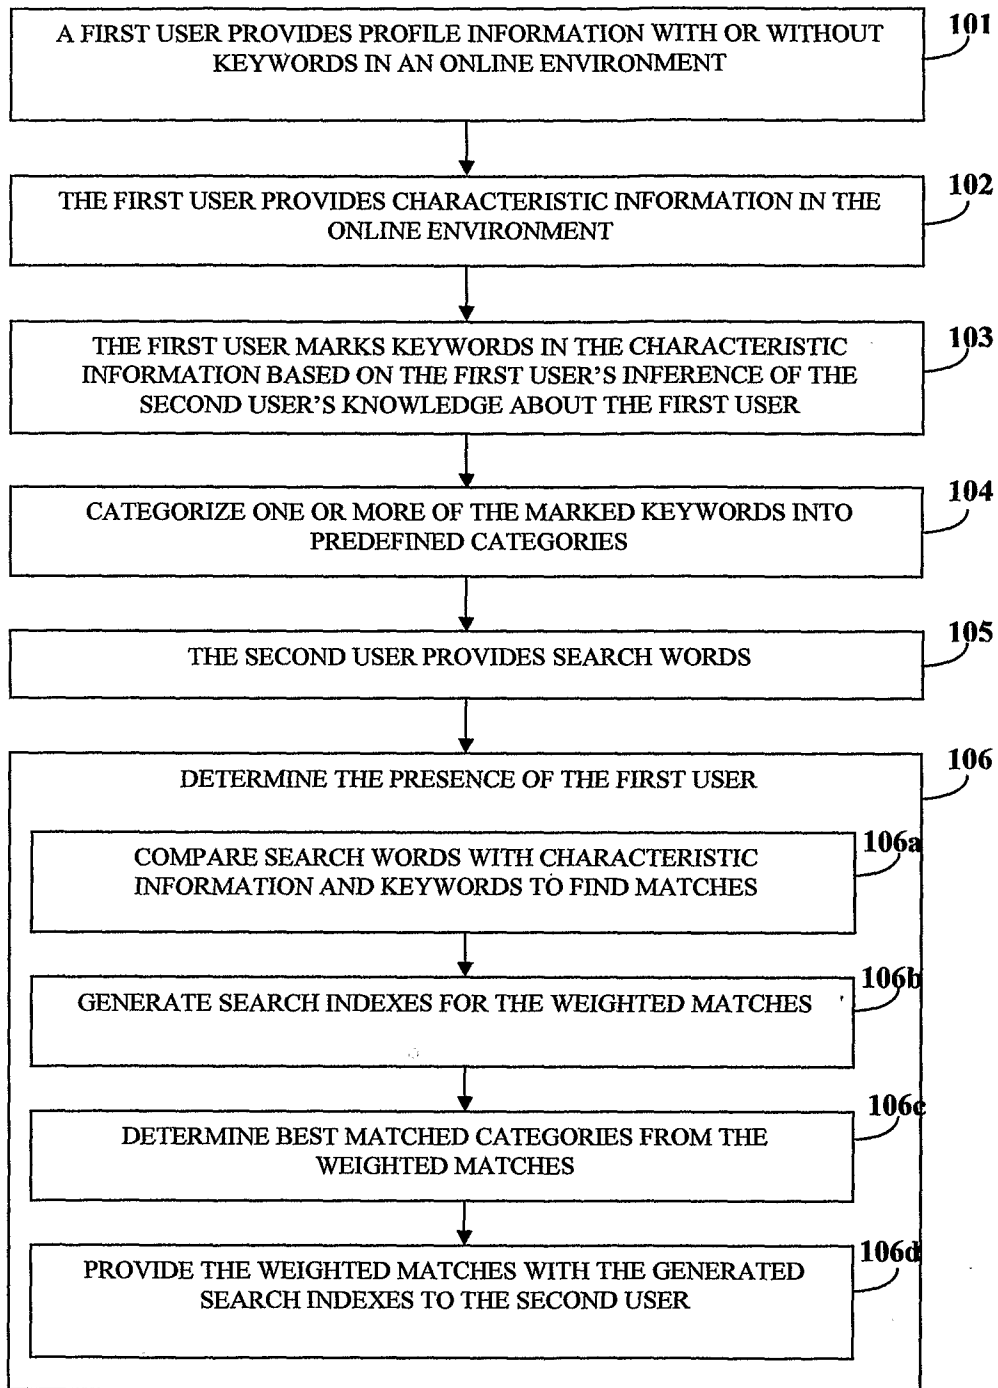 A FIRST USER PROVIDES PROFILE INFORMATION WITH OR WITHOUT
KEYWORDS IN AN ONLINE ENVIRONMENT
101
THE FIRST USER PROVIDES CHARACTERISTIC INFORMATION IN THE
ONLINE ENVIRONMENT
102
THE FIRST USER MARKS KEYWORDS IN THE CHARACTERISTIC
INFORMATION BASED ON THE FIRST USER'S INFERENCE OF THE
SECOND USER'S KNOWLEDGE ABOUT THE FIRST USER
103
CATEGORIZE ONE OR MORE OF THE MARKED KEYWORDS INTO
PREDEFINED CATEGORIES
104
THE SECOND USER PROVIDES SEARCH WORDS
105
DETERMINE THE PRESENCE OF THE FIRST USER
106
COMPARE SEARCH WORDS WITH CHARACTERISTIC
INFORMATION AND KEYWORDS TO FIND MATCHES
106a
GENERATE SEARCH INDEXES FOR THE WEIGHTED MATCHES
106b
DETERMINE BEST MATCHED CATEGORIES FROM THE
WEIGHTED MATCHES
106c
PROVIDE THE WEIGHTED MATCHES WITH THE GENERATED
SEARCH INDEXES TO THE SECOND USER
106d